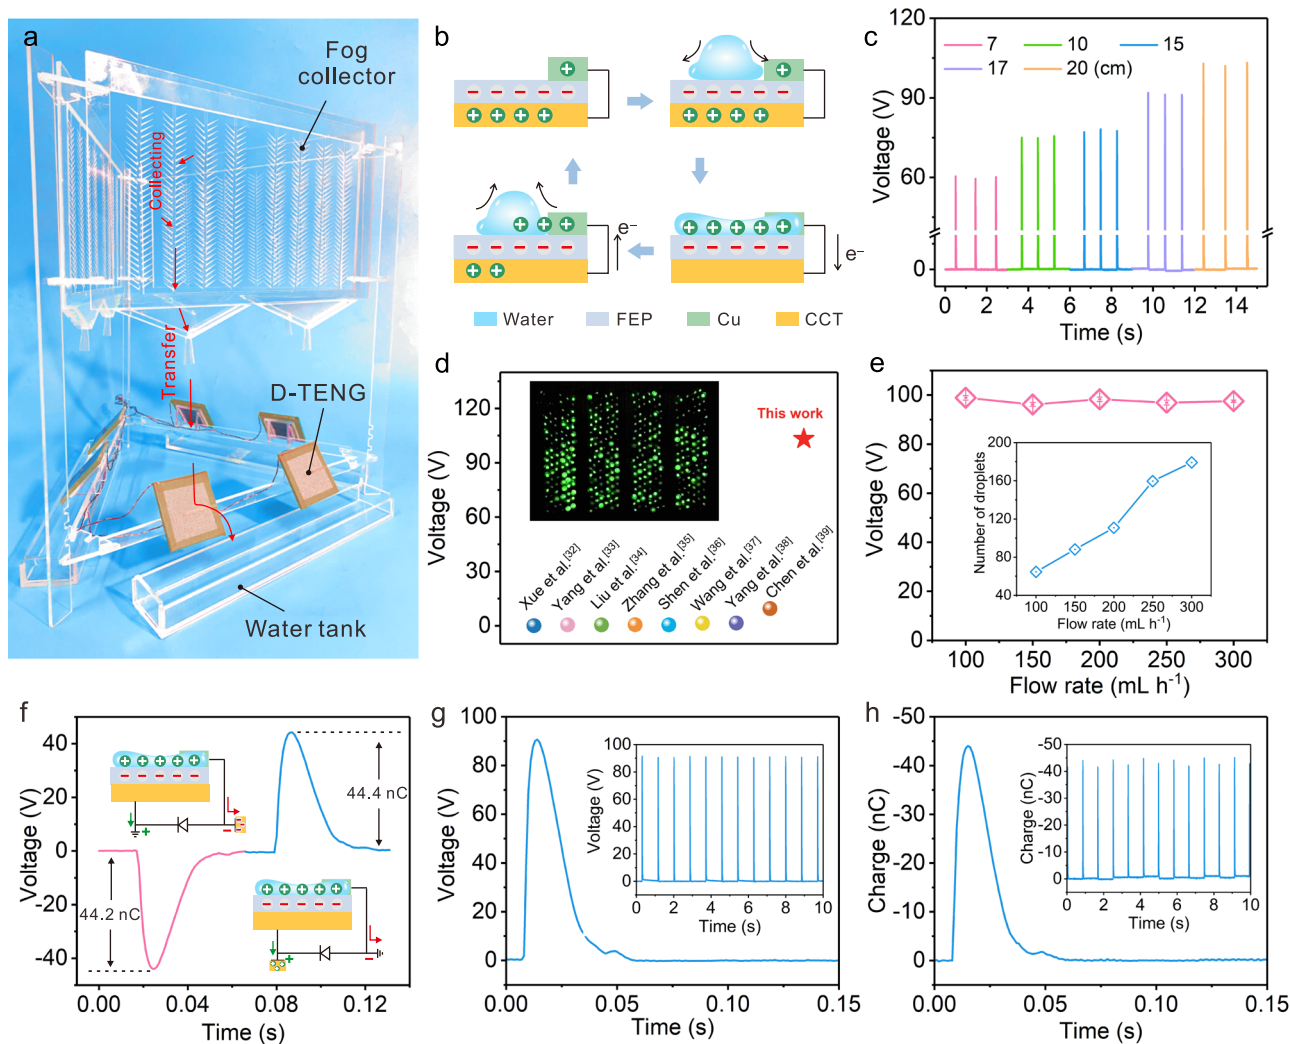 a
Fog
collector
Collecting
Transfer
D-TENG
Water tank
b
e⁻
e⁻
Water
FEP
Cu
CCT
c
120
90
60
0
Voltage (V)
7
10
15
17
20 (cm)
0 2 4 6 8 10 12 14
Time (s)
d
120
90
60
30
0
Voltage (V)
This work
Xue et al.[32]
Yang et al.[33]
Liu et al.[34]
Zhang et al.[35]
Shen et al.[36]
Wang et al.[37]
Yang et al.[38]
Chen et al.[39]
e
100
80
60
40
20
0
Voltage (V)
200
160
120
80
40
Number of droplets
100 150 200 250 300
Flow rate (mL h⁻¹)
100 150 200 250 300
Flow rate (mL h⁻¹)
f
40
20
0
-20
-40
Voltage (V)
44.2 nC
44.4 nC
0.00 0.04 0.08 0.12
Time (s)
g
100
80
60
40
20
0
Voltage (V)
100
80
60
40
20
0
Voltage (V)
0 2 4 6 8 10
Time (s)
0.00 0.05 0.10 0.15
Time (s)
h
-50
-40
-30
-20
-10
0
Charge (nC)
-50
-40
-30
-20
-10
0
Charge (nC)
0 2 4 6 8 10
Time (s)
0.00 0.05 0.10 0.15
Time (s)